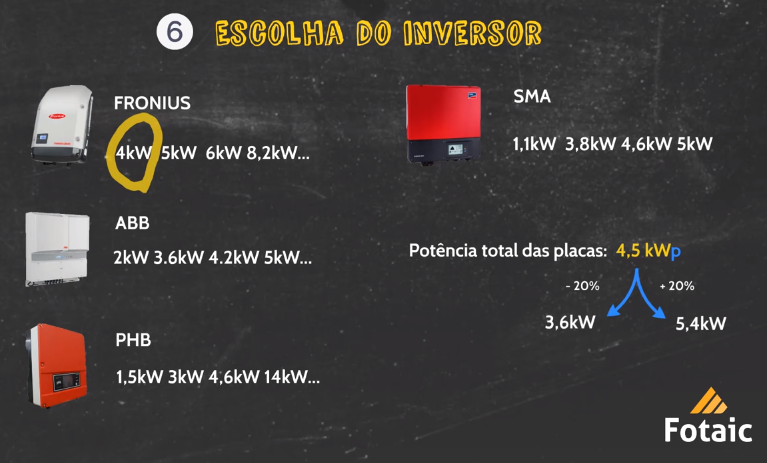 6 ESCOLHA DO INVERSOR
FRONIUS
4kW 5kW 6kW 8,2kW...
ABB
2kW 3.6kW 4.2kW 5kW...
PHB
1,5kW 3kW 4,6kW 14kW...
SMA
1,1kW 3,8kW 4,6kW 5kW
Potência total das placas: 4,5 kWp
- 20% + 20%
3,6kW 5,4kW
Fotaic